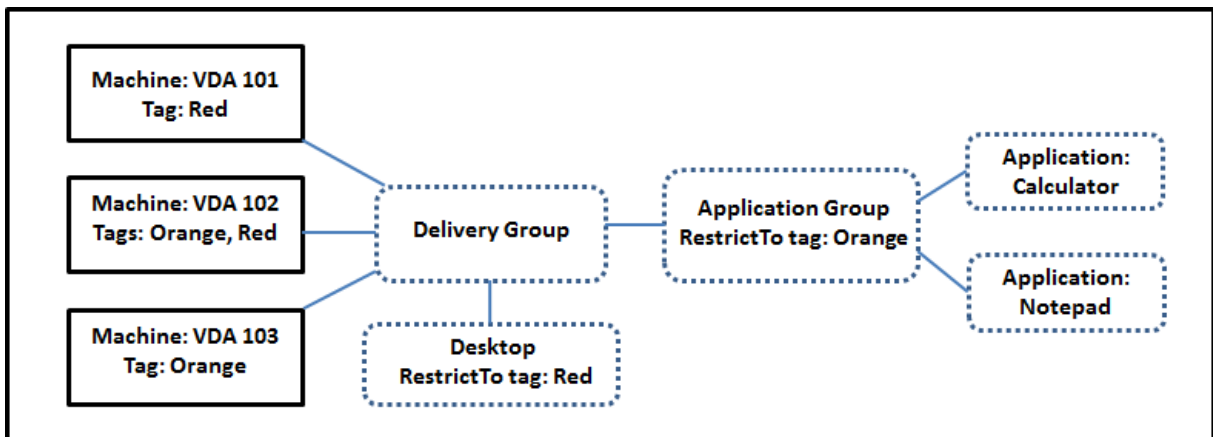 Machine: VDA 101
Tag: Red
Machine: VDA 102
Tags: Orange, Red
Machine: VDA 103
Tag: Orange
Delivery Group
Desktop
RestrictTo tag: Red
Application Group
RestrictTo tag: Orange
Application:
Calculator
Application:
Notepad